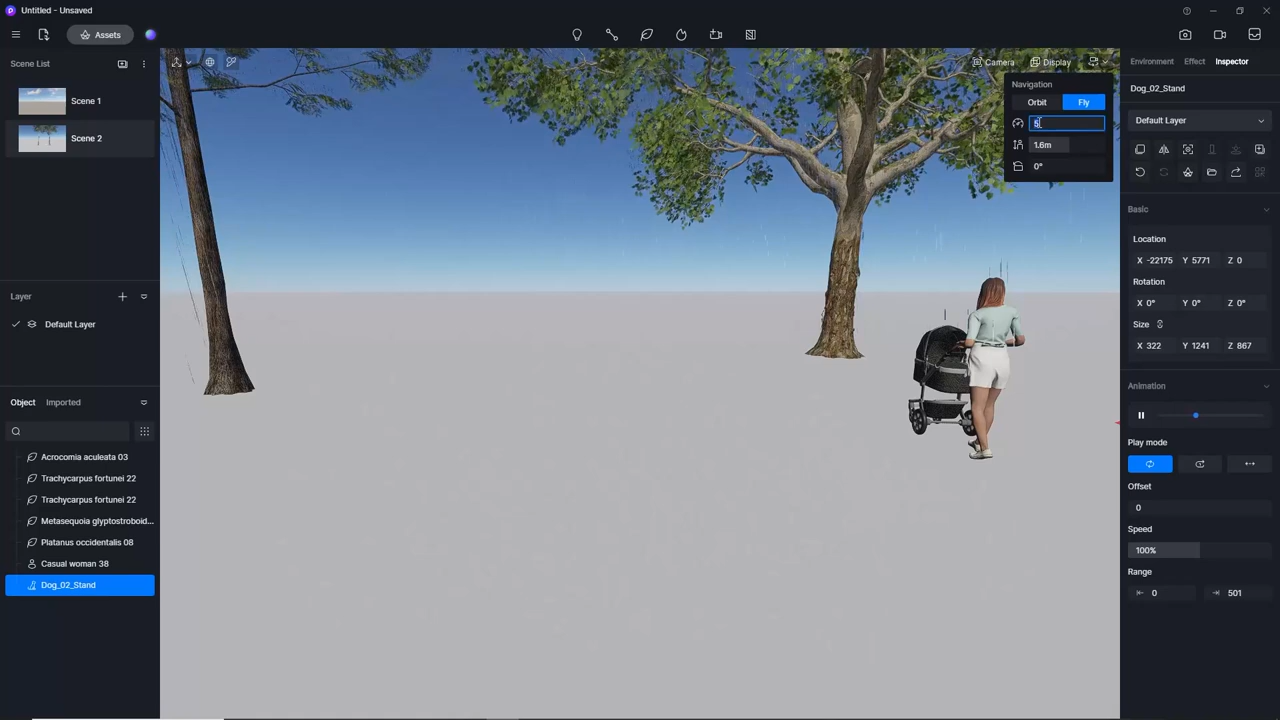 Untitled - Unsaved
Assets
Scene List
Scene 1
Scene 2
Layer
Default Layer
Object Imported
Acrocomia aculeata 03
Trachycarpus fortunei 22
Trachycarpus fortunei 22
Metasequoia glyptostroboid...
Platanus occidentalis 08
Casual woman 38
Dog_02_Stand
Camera Display
Navigation
Orbit Fly
5
1.6m
0°
Environment Effect Inspector
Dog_02_Stand
Default Layer
Basic
Location
X -22175 Y 5771 Z 0
Rotation
X 0° Y 0° Z 0°
Size
X 322 Y 1241 Z 867
Animation
Play mode
Offset
0
Speed
100%
Range
0 501